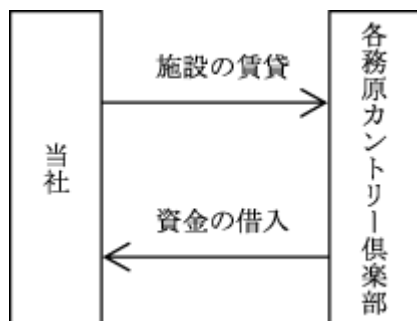 当社
施設の賃貸
資金の借入
各務原カントリー倶楽部